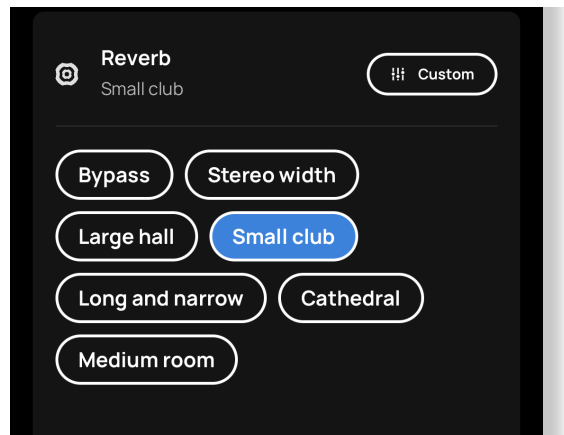 Reverb
Small club
Custom
Bypass
Stereo width
Large hall
Small club
Long and narrow
Cathedral
Medium room